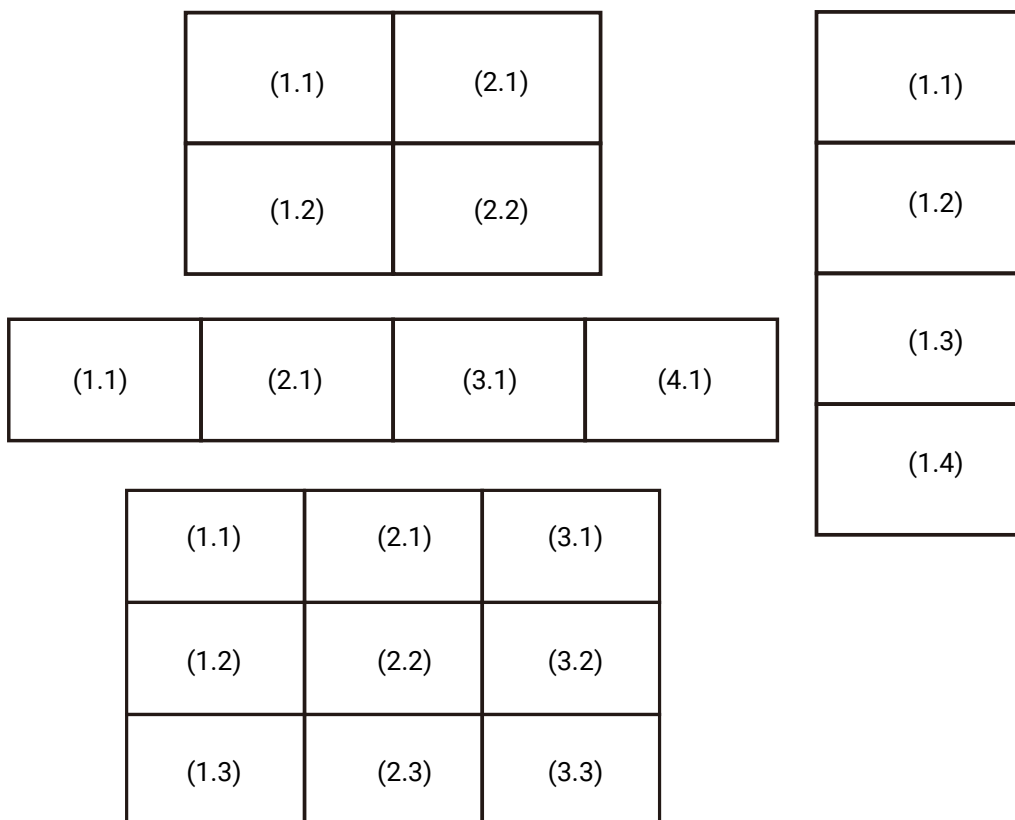 (1.1) (2.1)
(1.2) (2.2)
(1.1)
(1.2)
(1.3)
(1.4)
(1.1) (2.1) (3.1) (4.1)
(1.1) (2.1) (3.1)
(1.2) (2.2) (3.2)
(1.3) (2.3) (3.3)